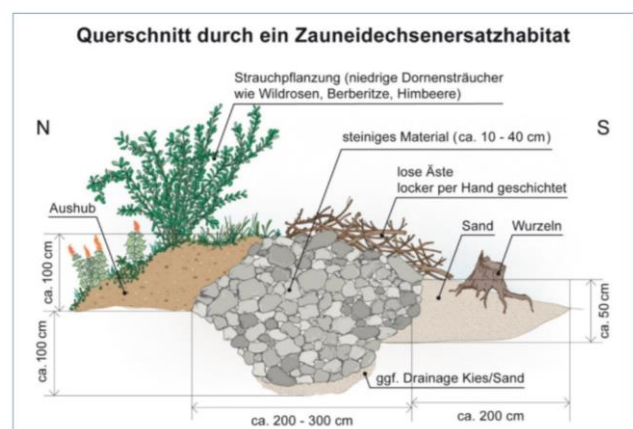 Querschnitt durch ein Zauneidechsenersatzhabitat
Strauchpflanzung (niedrige Dornensträucher
wie Wildrosen, Berberitze, Himbeere)
N
S
steiniges Material (ca. 10 - 40 cm)
lose Äste
locker per Hand geschichtet
Aushub
Sand
Wurzeln
ca. 100 cm
ca. 50 cm
ca. 100 cm
ggf. Drainage Kies/Sand
ca. 200 - 300 cm
ca. 200 cm